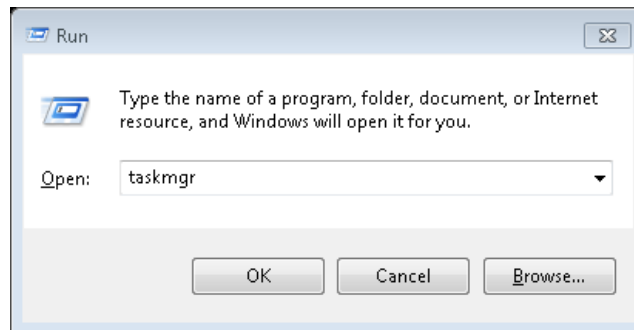 Run
Type the name of a program, folder, document, or Internet
resource, and Windows will open it for you.
Open: taskmgr
OK Cancel Browse...